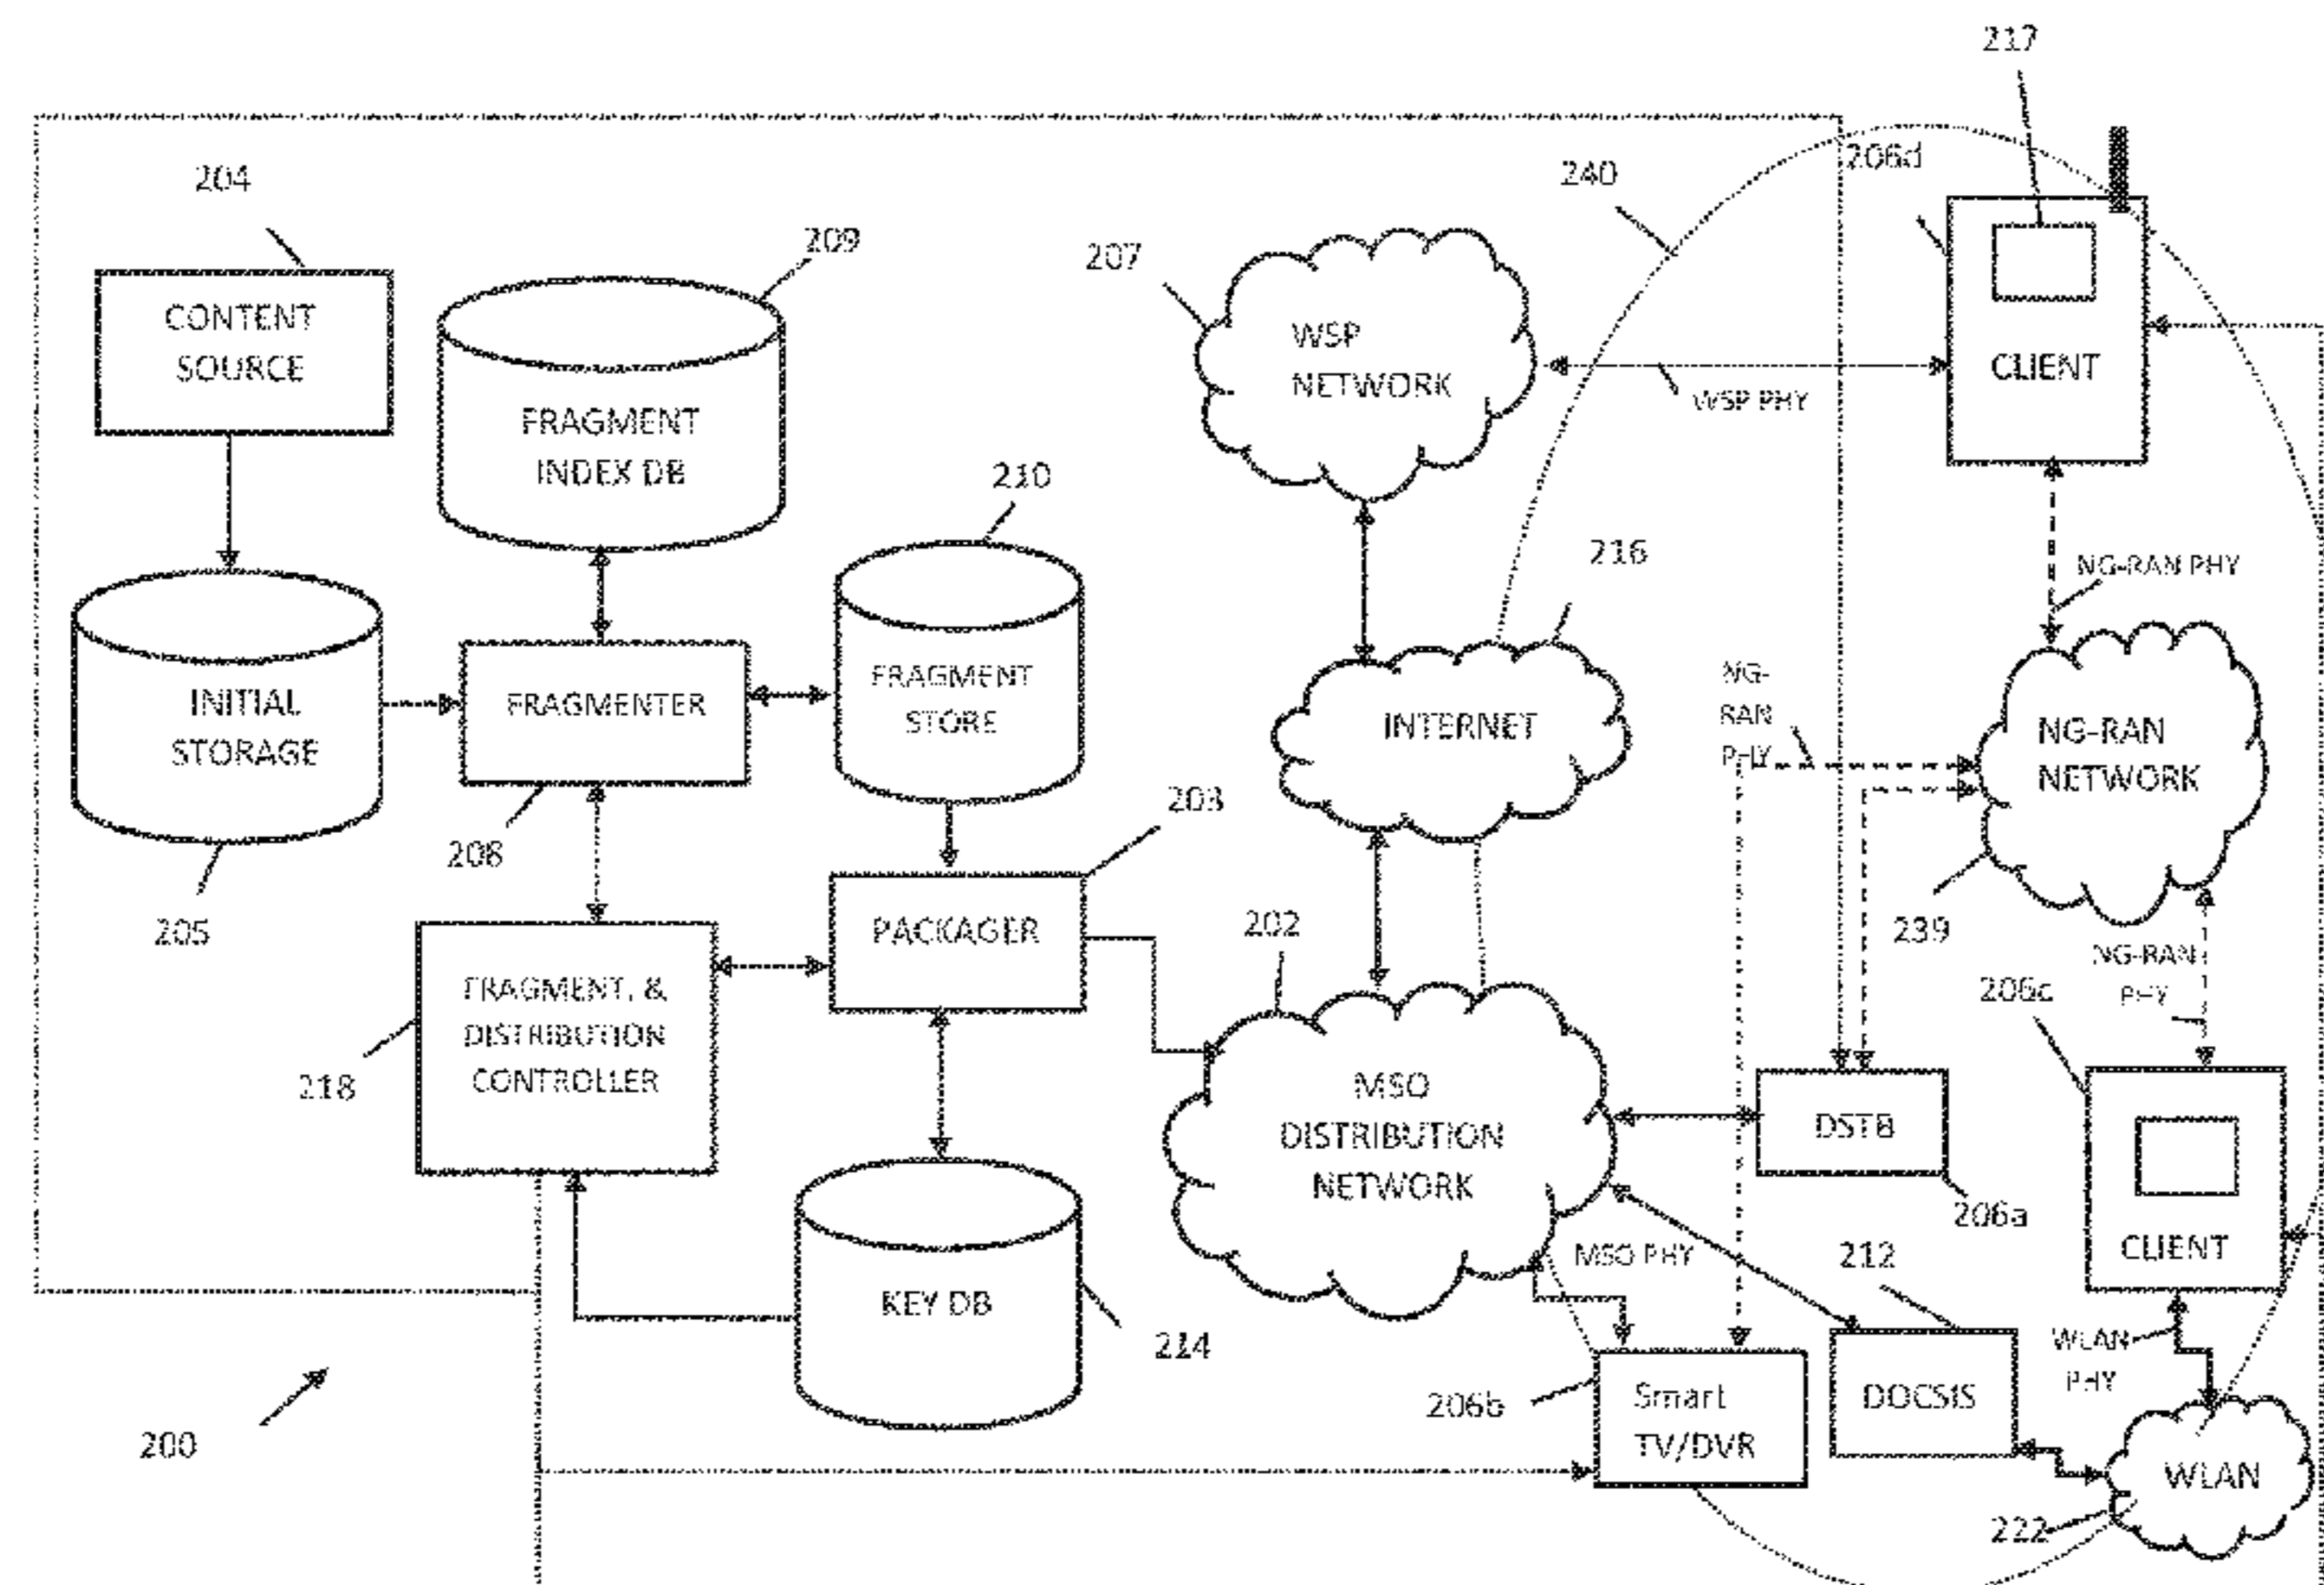 217
204
209
240
206d
207
CONTENT
SOURCE
WSP
NETWORK
CLIENT
WSP PHY
FRAGMENT
INDEX DB
210
216
NG-RAN PHY
FRAGMENT
STORE
INITIAL
STORAGE
FRAGMENTER
INTERNET
NG-
RAN
PHY
NG-RAN
NETWORK
208
203
205
PACKAGER
202
239
NG-RAN
PHY
206c
FRAGMENT, &
DISTRIBUTION
CONTROLLER
218
MSO
DISTRIBUTION
NETWORK
DSTB
206a
CLIENT
MSO PHY
212
KEY DB
214
WLAN
PHY
206b
Smart
TV/DVR
DOCSIS
200
WLAN
222